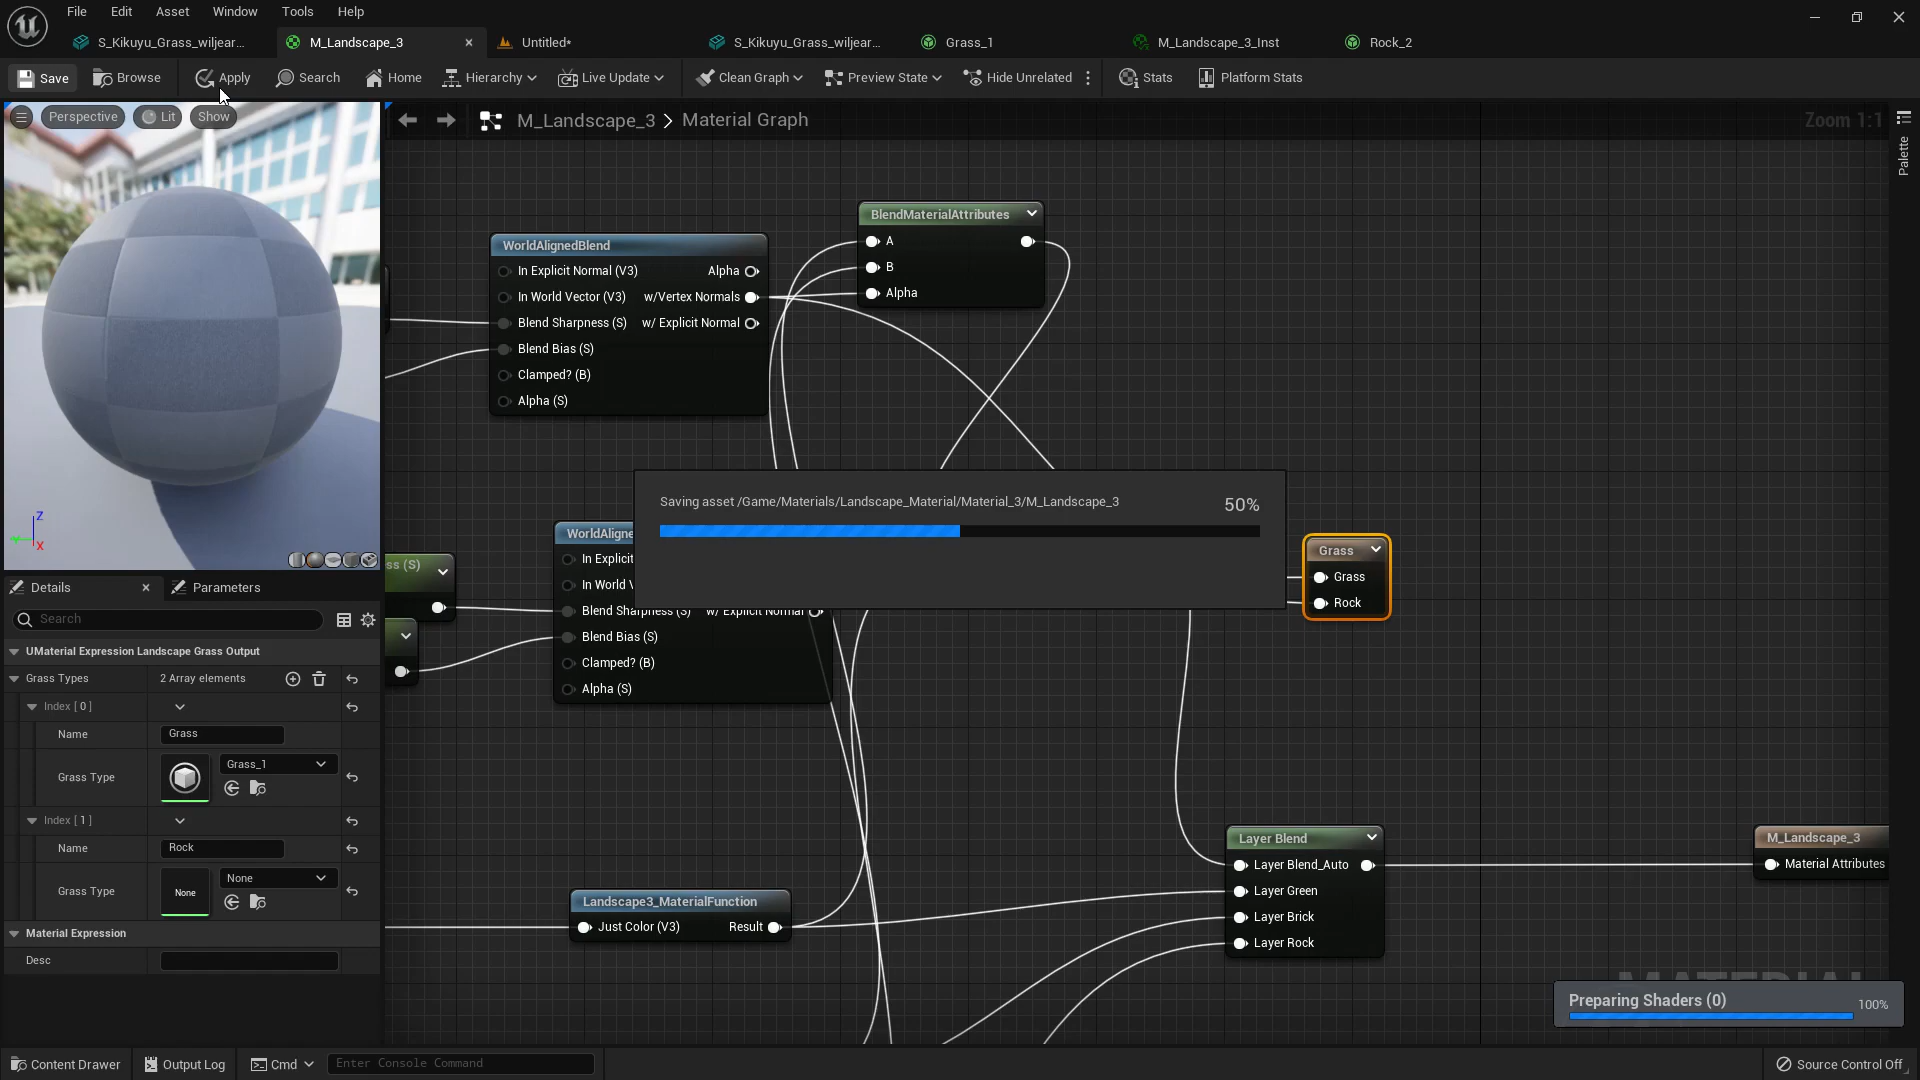 File Edit Asset Window Tools Help
S_Kikuyu_Grass_wiljear... M_Landscape_3 Untitled* S_Kikuyu_Grass_wiljear... Grass_1 M_Landscape_3_Inst Rock_2
Save Browse Apply Search Home Hierarchy Live Update Clean Graph Preview State Hide Unrelated Stats Platform Stats
Perspective Lit Show
M_Landscape_3 > Material Graph
Zoom 1:1
Palette
BlendMaterialAttributes
A
B
Alpha
WorldAlignedBlend
In Explicit Normal (V3) Alpha
In World Vector (V3) w/Vertex Normals
Blend Sharpness (S) w/ Explicit Normal
Blend Bias (S)
Clamped? (B)
Alpha (S)
Saving asset /Game/Materials/Landscape_Material/Material_3/M_Landscape_3 50%
WorldAligne
In Explicit
In World V
Blend Sharpness (S) w/ Explicit Normal
Blend Bias (S)
Clamped? (B)
Alpha (S)
ss (S)
Grass
Grass
Rock
Z
Y
X
Details Parameters
Search
UMaterial Expression Landscape Grass Output
Grass Types 2 Array elements
Index [ 0 ]
Name Grass
Grass Type Grass_1
Index [ 1 ]
Name Rock
Grass Type None None
Material Expression
Desc
Landscape3_MaterialFunction
Just Color (V3) Result
Layer Blend
Layer Blend_Auto
Layer Green
Layer Brick
Layer Rock
M_Landscape_3
Material Attributes
MATERIAL
Preparing Shaders (0) 100%
Content Drawer Output Log Cmd Enter Console Command Source Control Off